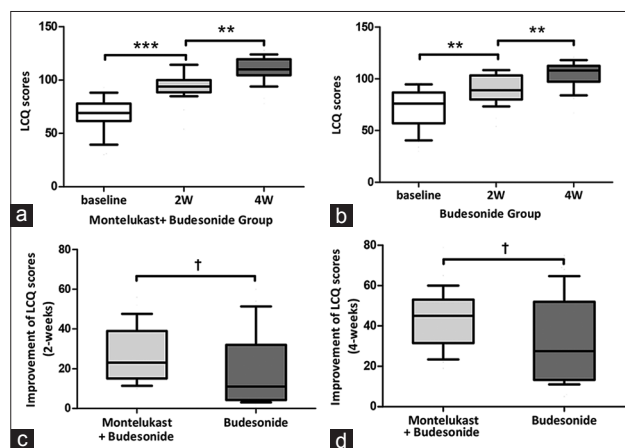 ***
**
150
100
50
0
LCQ scores
baseline
2W
4W
a
Montelukast+ Budesonide Group
**
**
150
100
50
0
LCQ scores
baseline
2W
4W
b
Budesonide Group
†
80
60
40
20
0
Improvement of LCQ scores
(2-weeks)
Montelukast
+ Budesonide
Budesonide
c
†
80
60
40
20
0
Improvement of LCQ scores
(4-weeks)
Montelukast
+ Budesonide
Budesonide
d